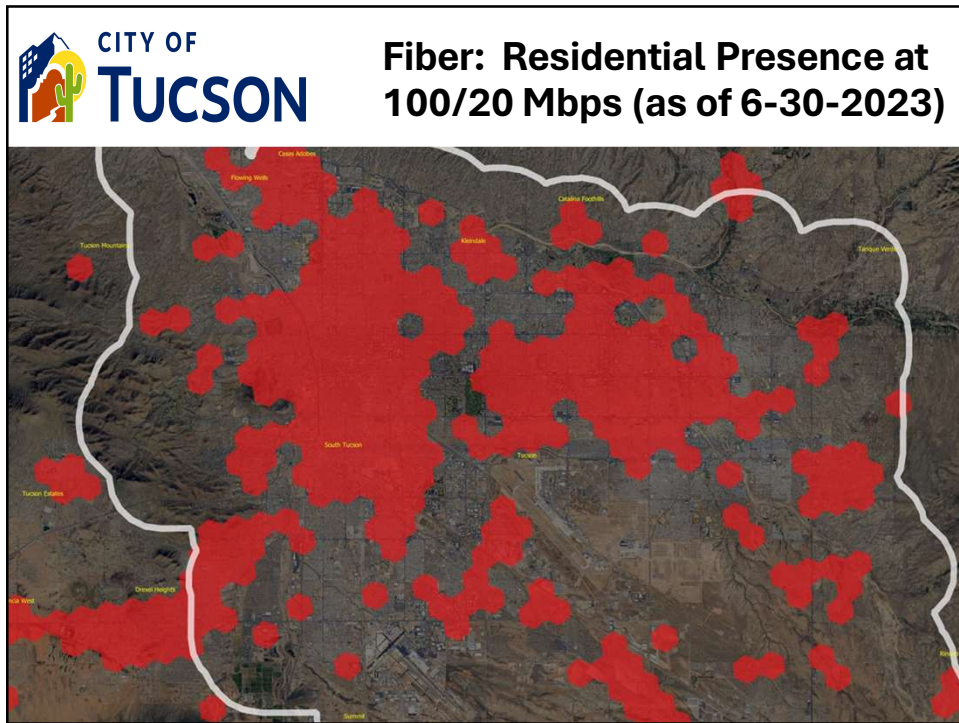 CITY OF
TUCSON
Fiber: Residential Presence at
100/20 Mbps (as of 6-30-2023)
Casas Adobes
Flowing Wells
Catalina Foothills
Tucson Mountains
Kleindale
Tanque Verde
South Tucson
Tucson
Tucson Estates
Drexel Heights
West
Summit